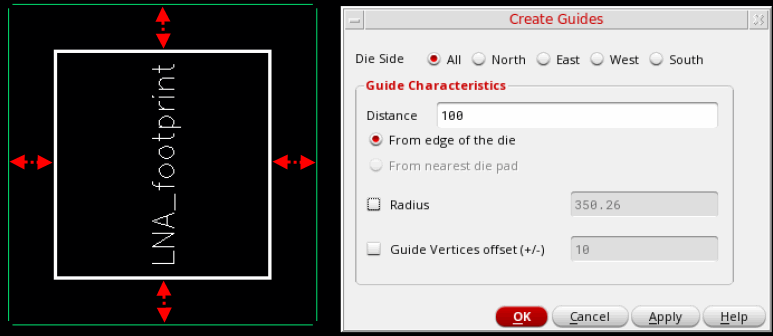 LNA_footprint
Create Guides
Die Side All North East West South
Guide Characteristics
Distance 100
From edge of the die
From nearest die pad
Radius 350.26
Guide Vertices offset (+/-) 10
OK Cancel Apply Help